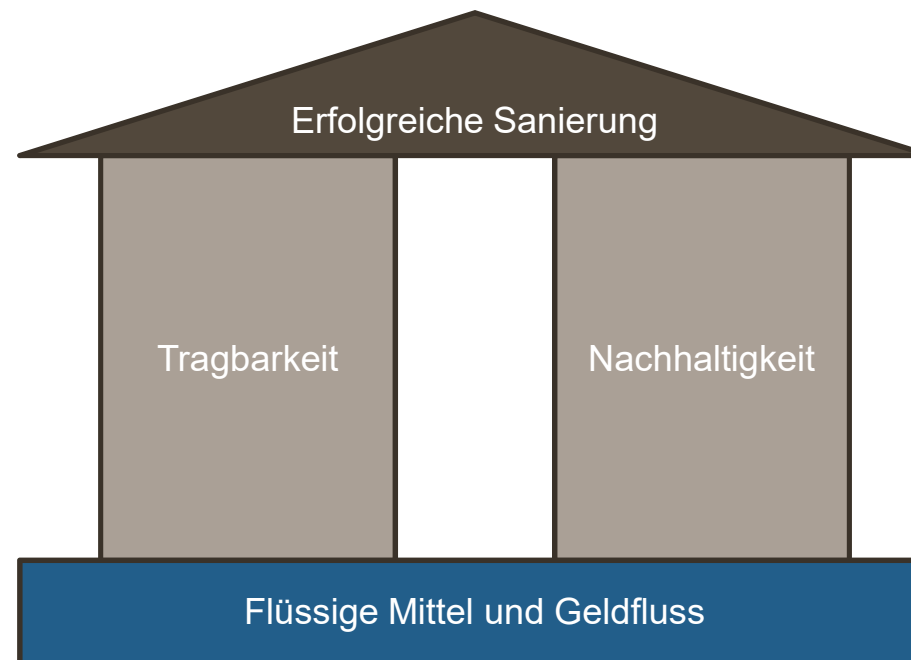 Erfolgreiche Sanierung
Tragbarkeit
Nachhaltigkeit
Flüssige Mittel und Geldfluss